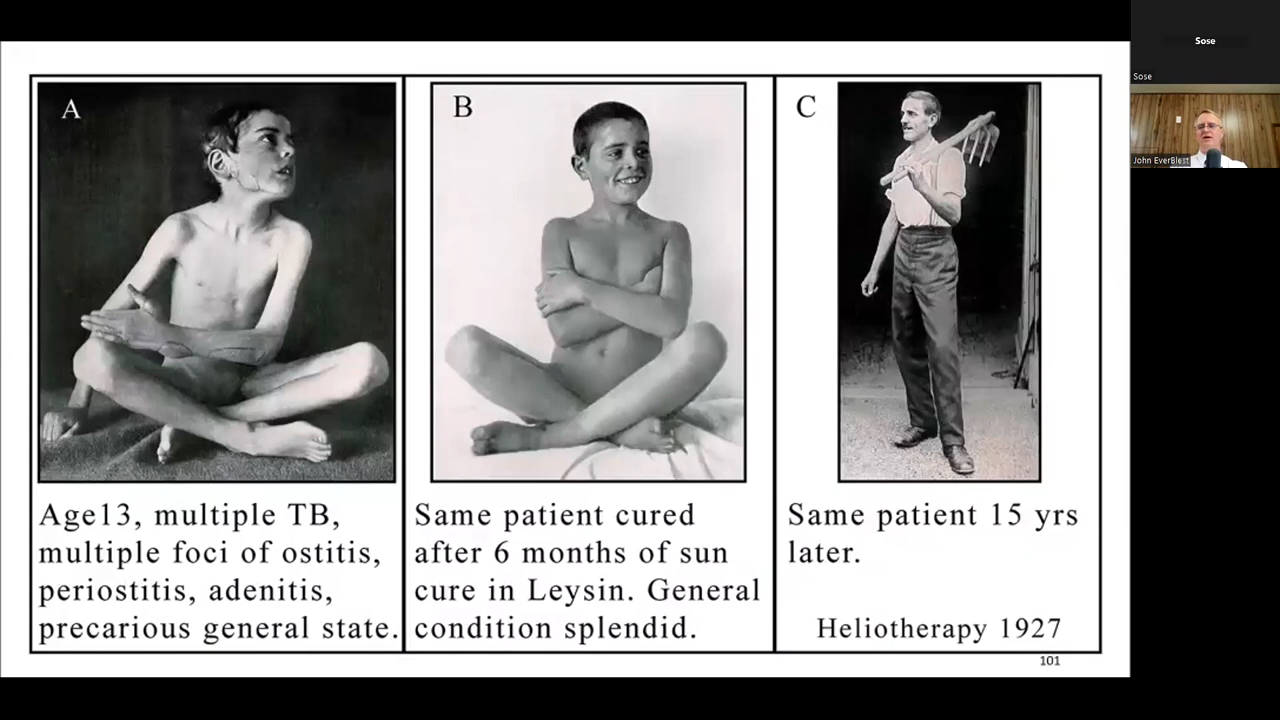 A
B
C
Age13, multiple TB,
multiple foci of ostitis,
periostitis, adenitis,
precarious general state.
Same patient cured
after 6 months of sun
cure in Leysin. General
condition splendid.
Same patient 15 yrs
later.
Heliotherapy 1927
101
Sose
Sose
John EverBlest